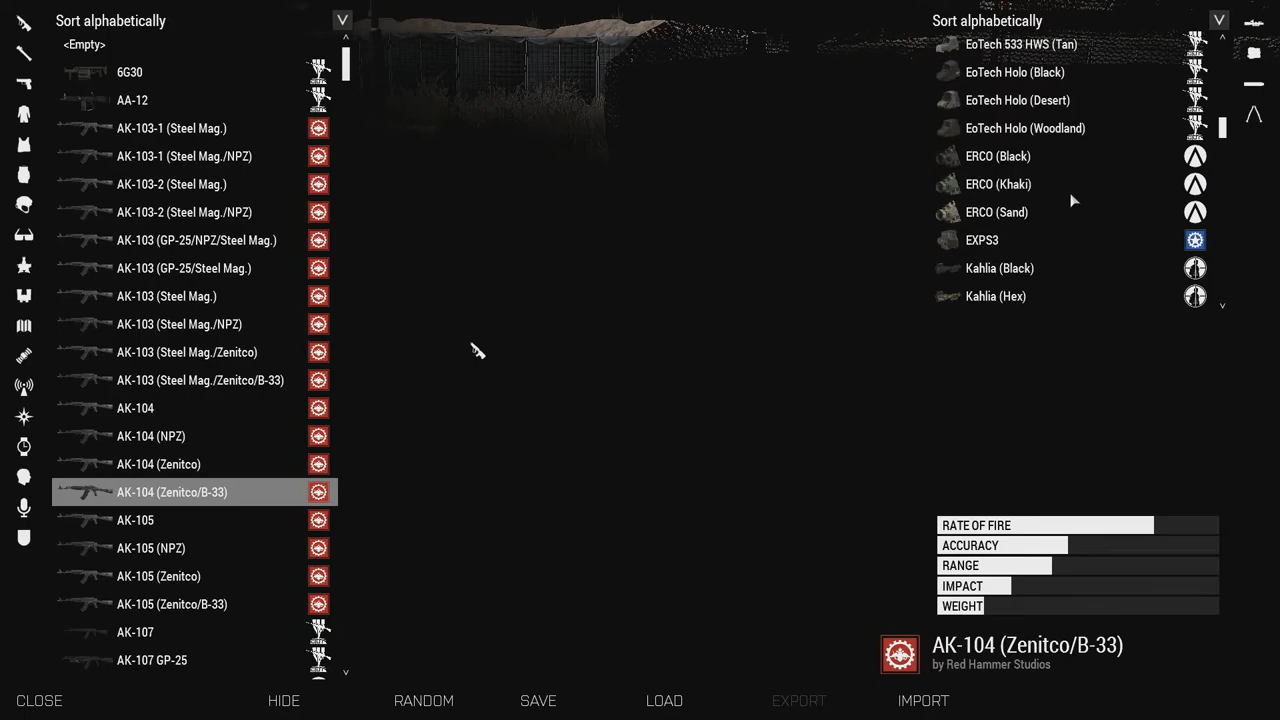 Sort alphabetically
<Empty>
6G30
AA-12
AK-103-1 (Steel Mag.)
AK-103-1 (Steel Mag./NPZ)
AK-103-2 (Steel Mag.)
AK-103-2 (Steel Mag./NPZ)
AK-103 (GP-25/NPZ/Steel Mag.)
AK-103 (GP-25/Steel Mag.)
AK-103 (Steel Mag.)
AK-103 (Steel Mag./NPZ)
AK-103 (Steel Mag./Zenitco)
AK-103 (Steel Mag./Zenitco/B-33)
AK-104
AK-104 (NPZ)
AK-104 (Zenitco)
AK-104 (Zenitco/B-33)
AK-105
AK-105 (NPZ)
AK-105 (Zenitco)
AK-105 (Zenitco/B-33)
AK-107
AK-107 GP-25
Sort alphabetically
EoTech 533 HWS (Tan)
EoTech Holo (Black)
EoTech Holo (Desert)
EoTech Holo (Woodland)
ERCO (Black)
ERCO (Khaki)
ERCO (Sand)
EXPS3
Kahlia (Black)
Kahlia (Hex)
RATE OF FIRE
ACCURACY
RANGE
IMPACT
WEIGHT
AK-104 (Zenitco/B-33)
by Red Hammer Studios
CLOSE HIDE RANDOM SAVE LOAD EXPORT IMPORT